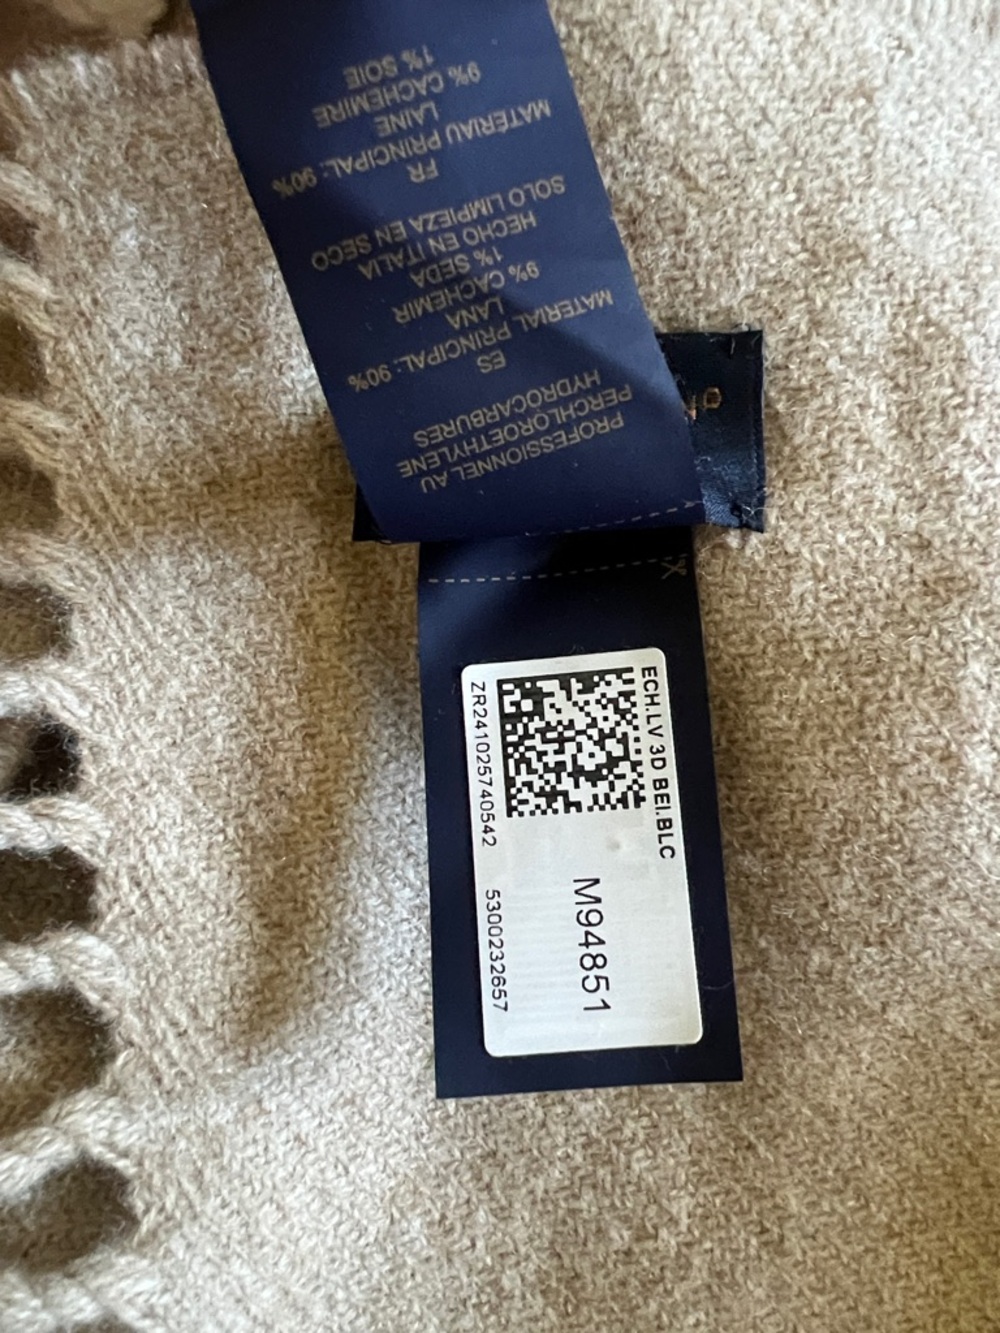 PROFESSIONNEL AU
PERCHLOROETHYLENE
HYDROCARBURES
ES
MATERIAL PRINCIPAL: 90%
LANA
9% CACHEMIR
1% SEDA
HECHO EN ITALIA
SOLO LIMPIEZA EN SECO
FR
MATÉRIAU PRINCIPAL: 90%
LAINE
9% CACHEMIRE
1% SOIE
ECH.LV 3D BEI.BLC
M94851
ZR241025740542 5300232657